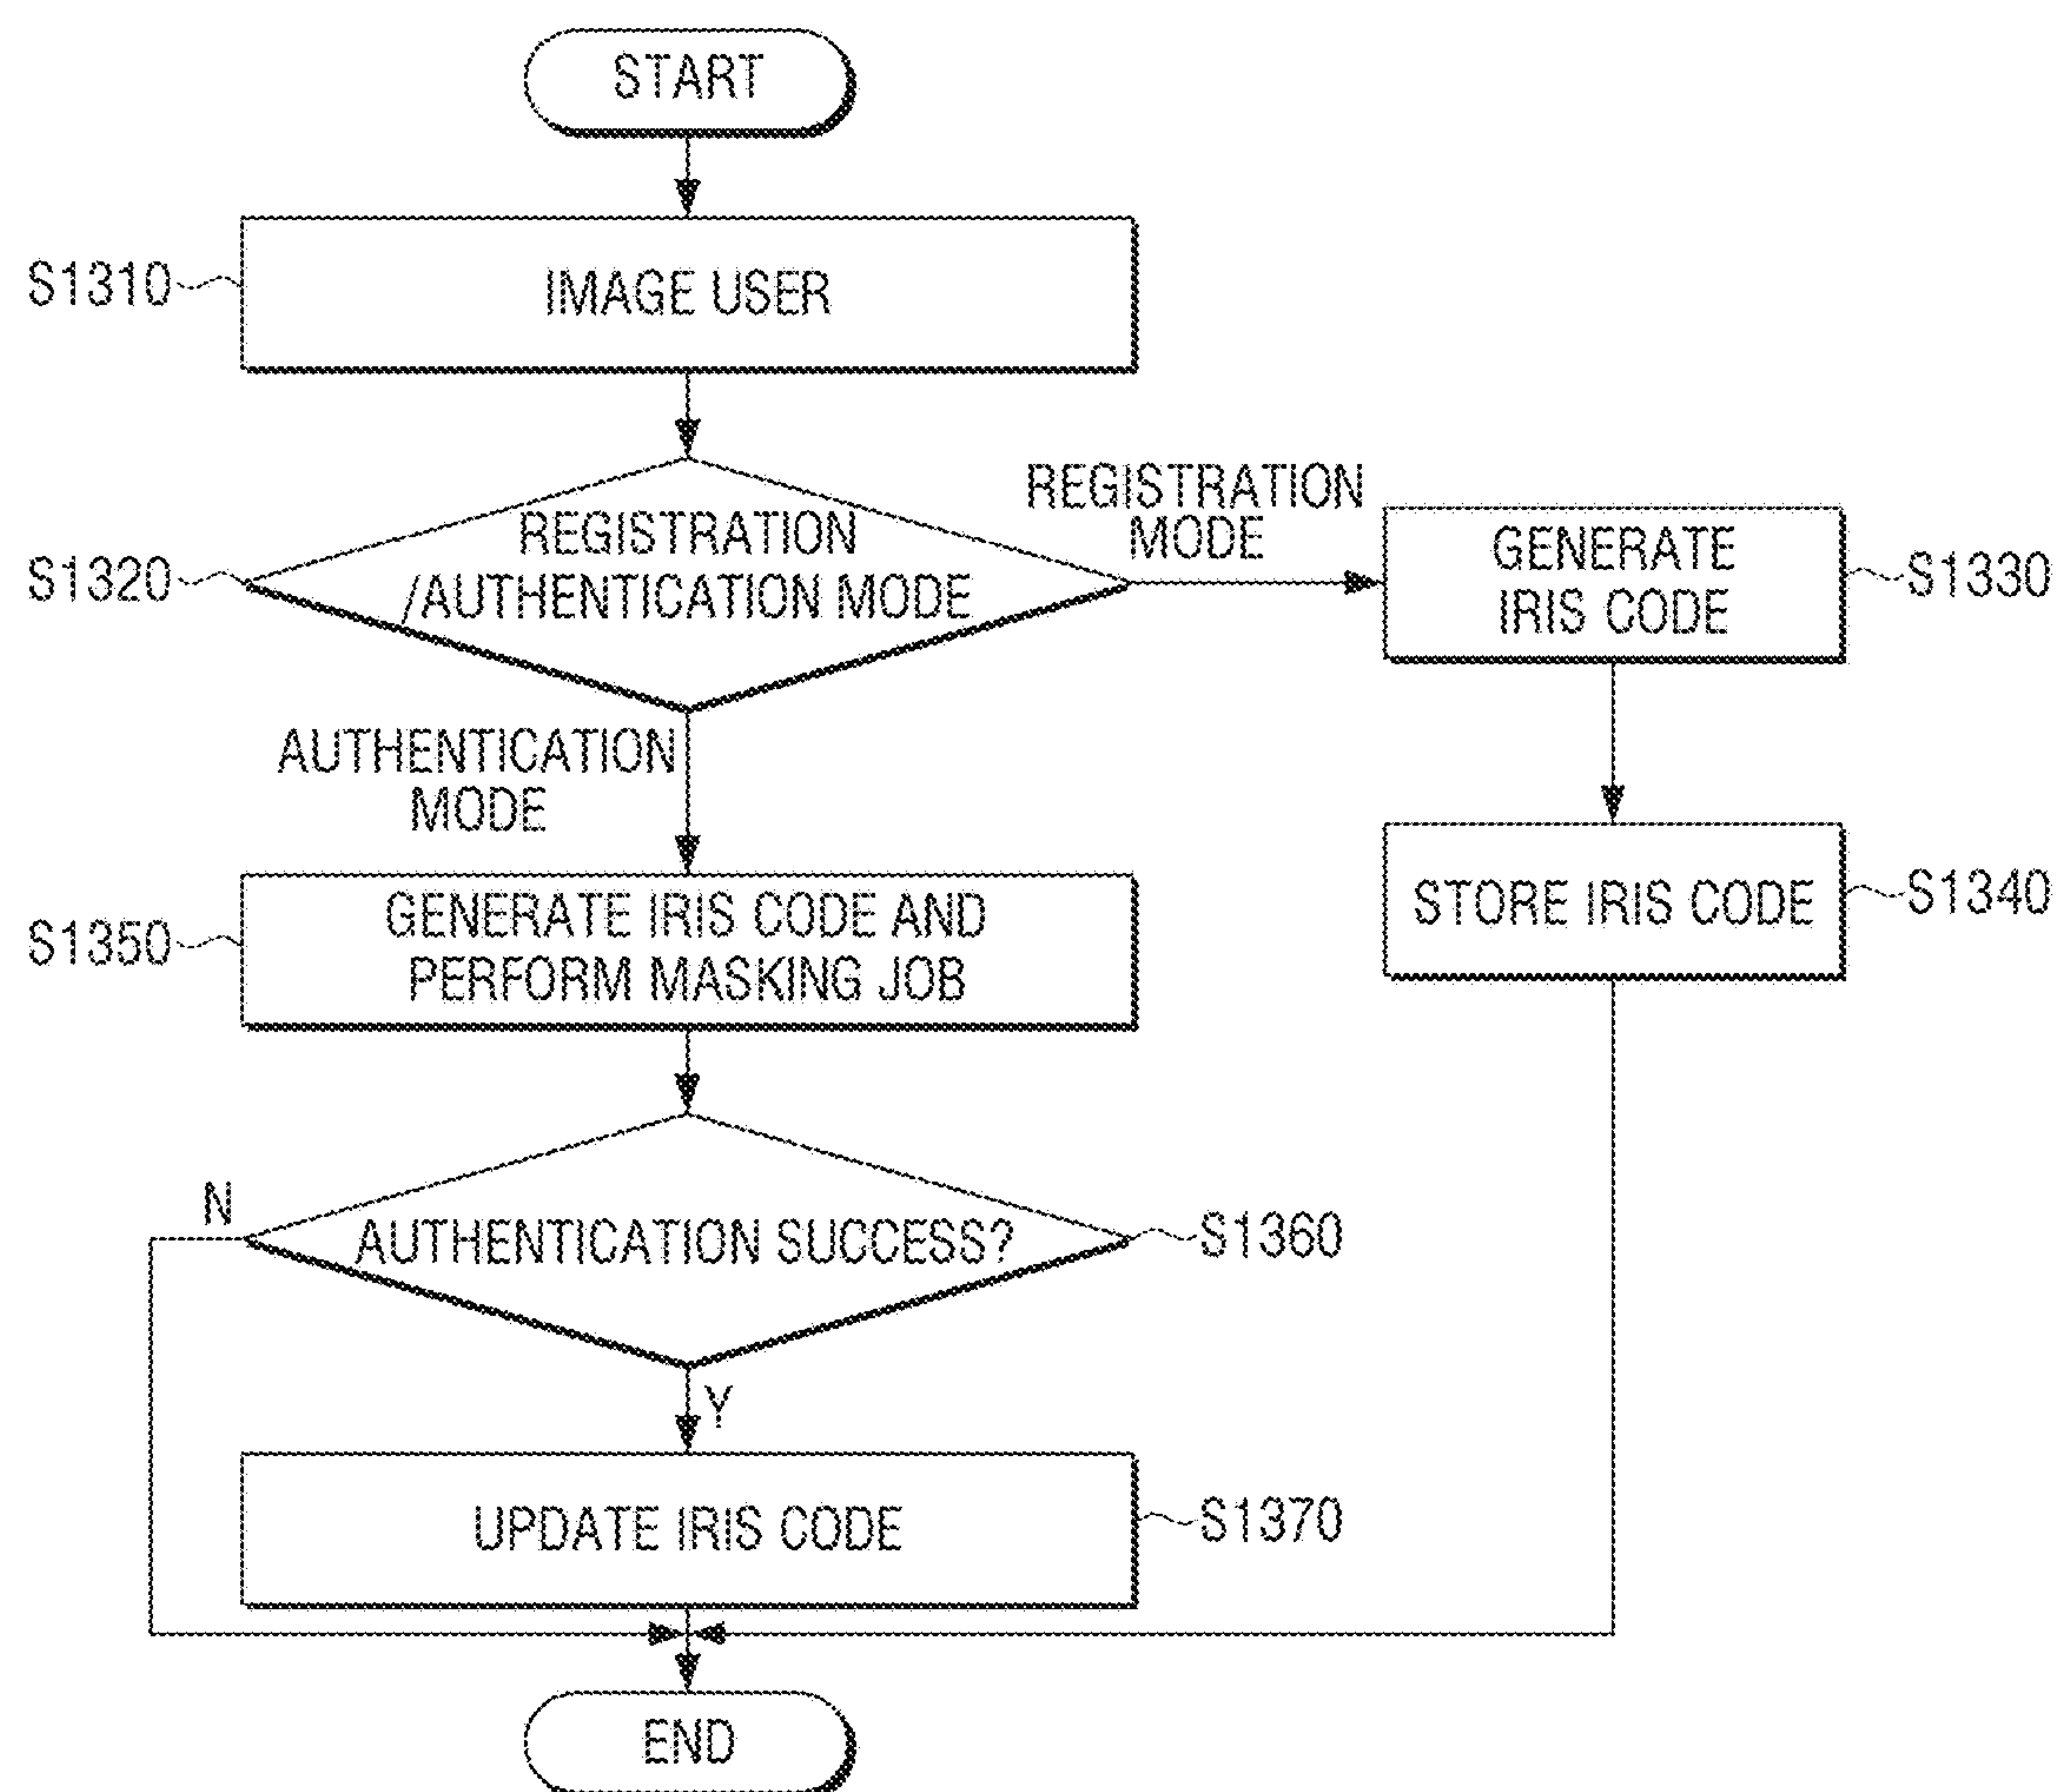 START
S1310
IMAGE USER
S1320
REGISTRATION
/AUTHENTICATION MODE
REGISTRATION
MODE
GENERATE
IRIS CODE
S1330
AUTHENTICATION
MODE
STORE IRIS CODE
S1340
S1350
GENERATE IRIS CODE AND
PERFORM MASKING JOB
N
AUTHENTICATION SUCCESS?
S1360
Y
UPDATE IRIS CODE
S1370
END